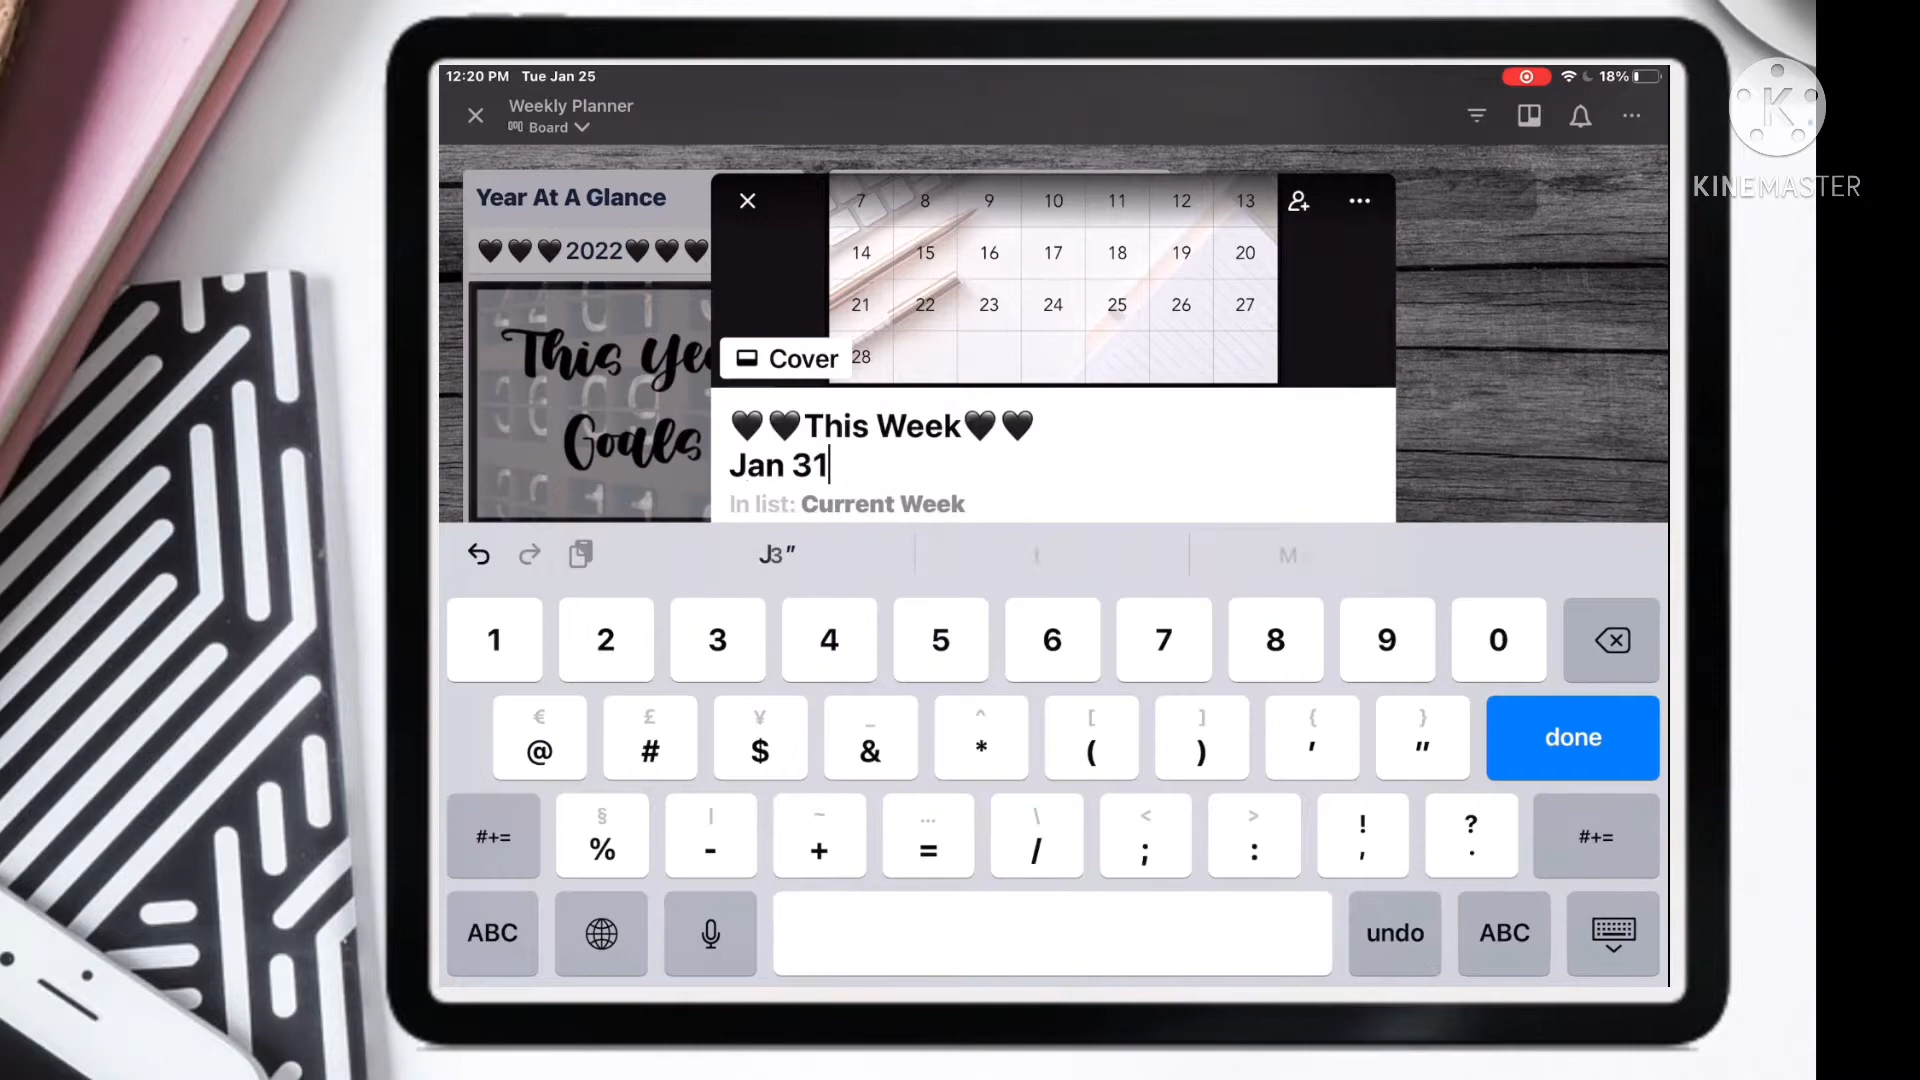 12:20 PM Tue Jan 25
18%
Weekly Planner
Board
K
KINEMASTER
Year At A Glance
🖤🖤🖤2022🖤🖤🖤
This Yea
Goals
7 8 9 10 11 12 13
14 15 16 17 18 19 20
21 22 23 24 25 26 27
28
Cover
🖤🖤This Week🖤🖤
Jan 31
In list: Current Week
J3" ( M
1 2 3 4 5 6 7 8 9 0
€ £ ¥ _ ^ [ ] { }
@ # $ & * ( ) ' " done
§ | ~ … \ < > ! ?
#+= % - + = / ; : , . #+=
ABC undo ABC